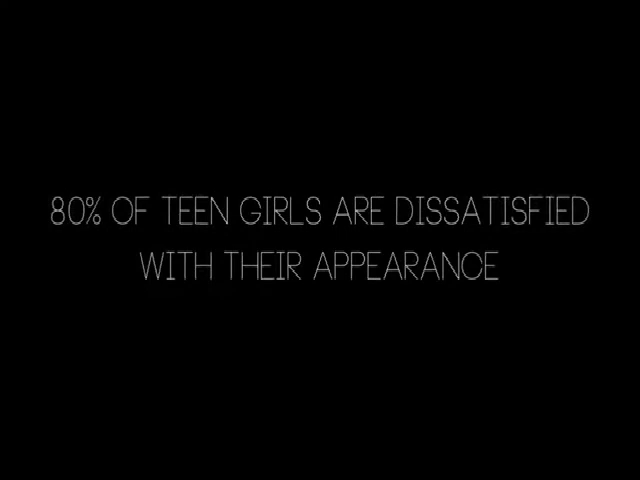 80% OF TEEN GIRLS ARE DISSATISFIED
WITH THEIR APPEARANCE